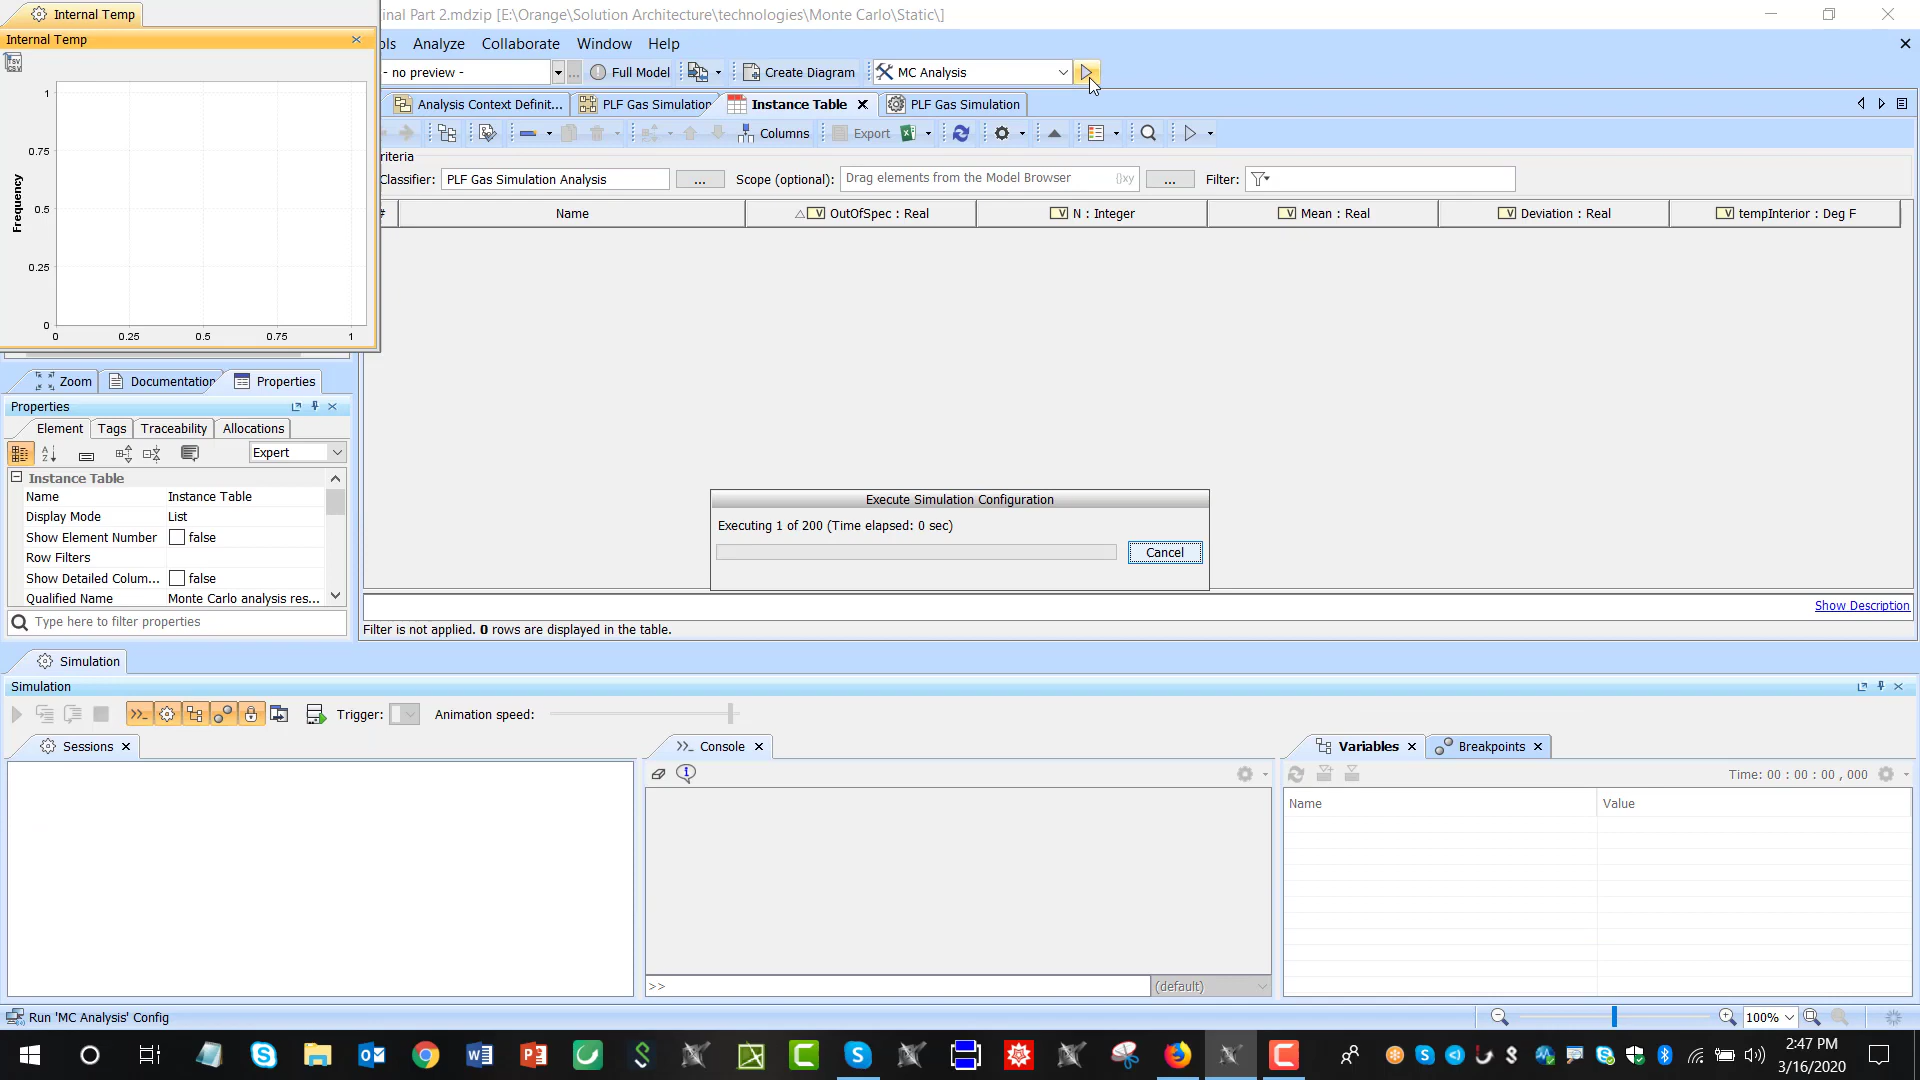 Internal Temp
inal Part 2.mdzip [E:\Orange\Solution Architecture\technologies\Monte Carlo\Static\]
Internal Temp
ols Analyze Collaborate Window Help
- no preview - ... Full Model Create Diagram MC Analysis
TSV
CSV
Analysis Context Definit... PLF Gas Simulation Instance Table PLF Gas Simulation
Columns Export
riteria
Classifier: PLF Gas Simulation Analysis ... Scope (optional): Drag elements from the Model Browser {}xy ... Filter:
# Name OutOfSpec : Real N : Integer Mean : Real Deviation : Real tempInterior : Deg F
Frequency
1
0.75
0.5
0.25
0
0 0.25 0.5 0.75 1
Zoom Documentation Properties
Properties
Element Tags Traceability Allocations
Expert
Instance Table
Name Instance Table
Display Mode List
Show Element Number false
Row Filters
Show Detailed Colum... false
Qualified Name Monte Carlo analysis res...
Type here to filter properties
Execute Simulation Configuration
Executing 1 of 200 (Time elapsed: 0 sec)
Cancel
Show Description
Filter is not applied. 0 rows are displayed in the table.
Simulation
Simulation
Trigger: Animation speed:
Sessions Console Variables Breakpoints
Time: 00 : 00 : 00 , 000
Name Value
>> (default)
Run 'MC Analysis' Config 100%
2:47 PM
3/16/2020